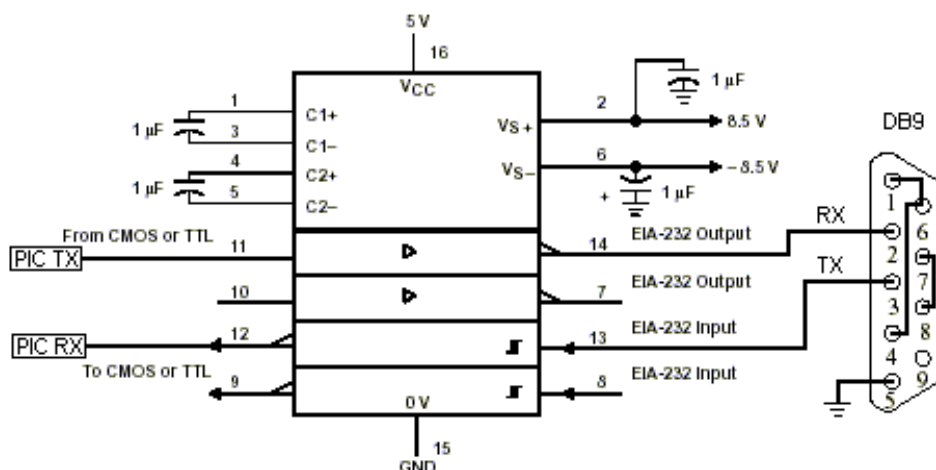 5 V
16
VCC
1 μF
1
C1+
2
VS+
8.5 V
DB9
1 μF
3
C1−
4
C2+
6
VS−
− 8.5 V
1 μF
5
C2−
+
1 μF
From CMOS or TTL
PIC TX
11
14
EIA-232 Output
RX
10
7
EIA-232 Output
TX
PIC RX
12
13
EIA-232 Input
To CMOS or TTL
9
8
EIA-232 Input
0 V
15
GND
1
6
2
7
3
8
4
9
5